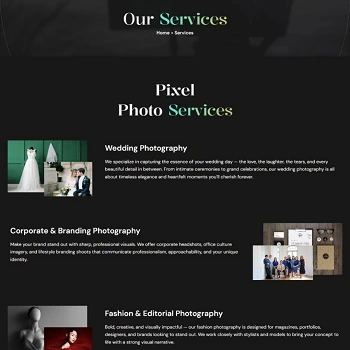 Our Services
Home » Services
Pixel
Photo Services
Wedding Photography
We specialize in capturing the essence of your wedding day — the love, the laughter, the tears, and every
beautiful detail in between. From intimate ceremonies to grand celebrations, our wedding photography is all
about timeless elegance and heartfelt moments you'll cherish forever.
Corporate & Branding Photography
Make your brand stand out with sharp, professional visuals. We offer corporate headshots, office culture
imagery, and lifestyle branding shoots that communicate professionalism, approachability, and your unique
identity.
Fashion & Editorial Photography
Bold, creative, and visually impactful — our fashion photography is designed for magazines, portfolios,
designers, and brands looking to stand out. We work closely with stylists and models to bring your concept to
life with a strong visual narrative.